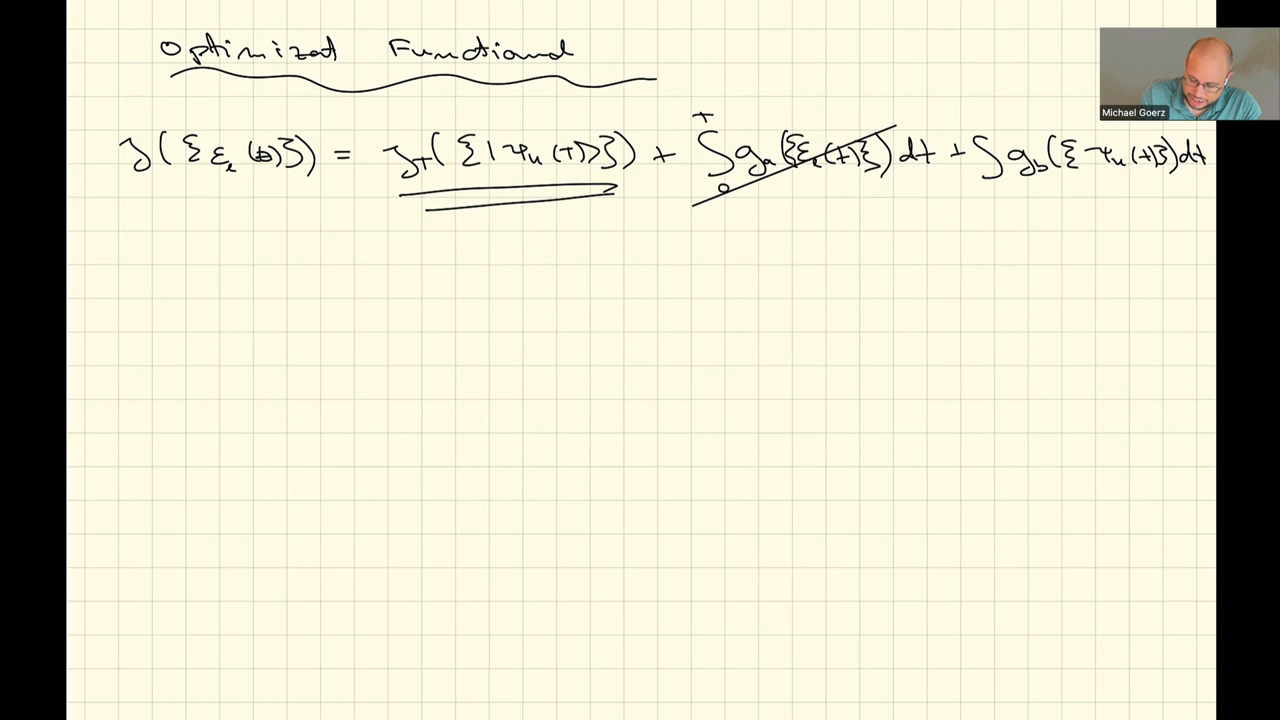 Optimized Functional
J({ε_l(t)}) = J_T({|Ψ_k(T)⟩}) + ∫_0^T g_a({ε_l(t)}) dt + ∫ g_b({Ψ_k(t)}) dt
Michael Goerz